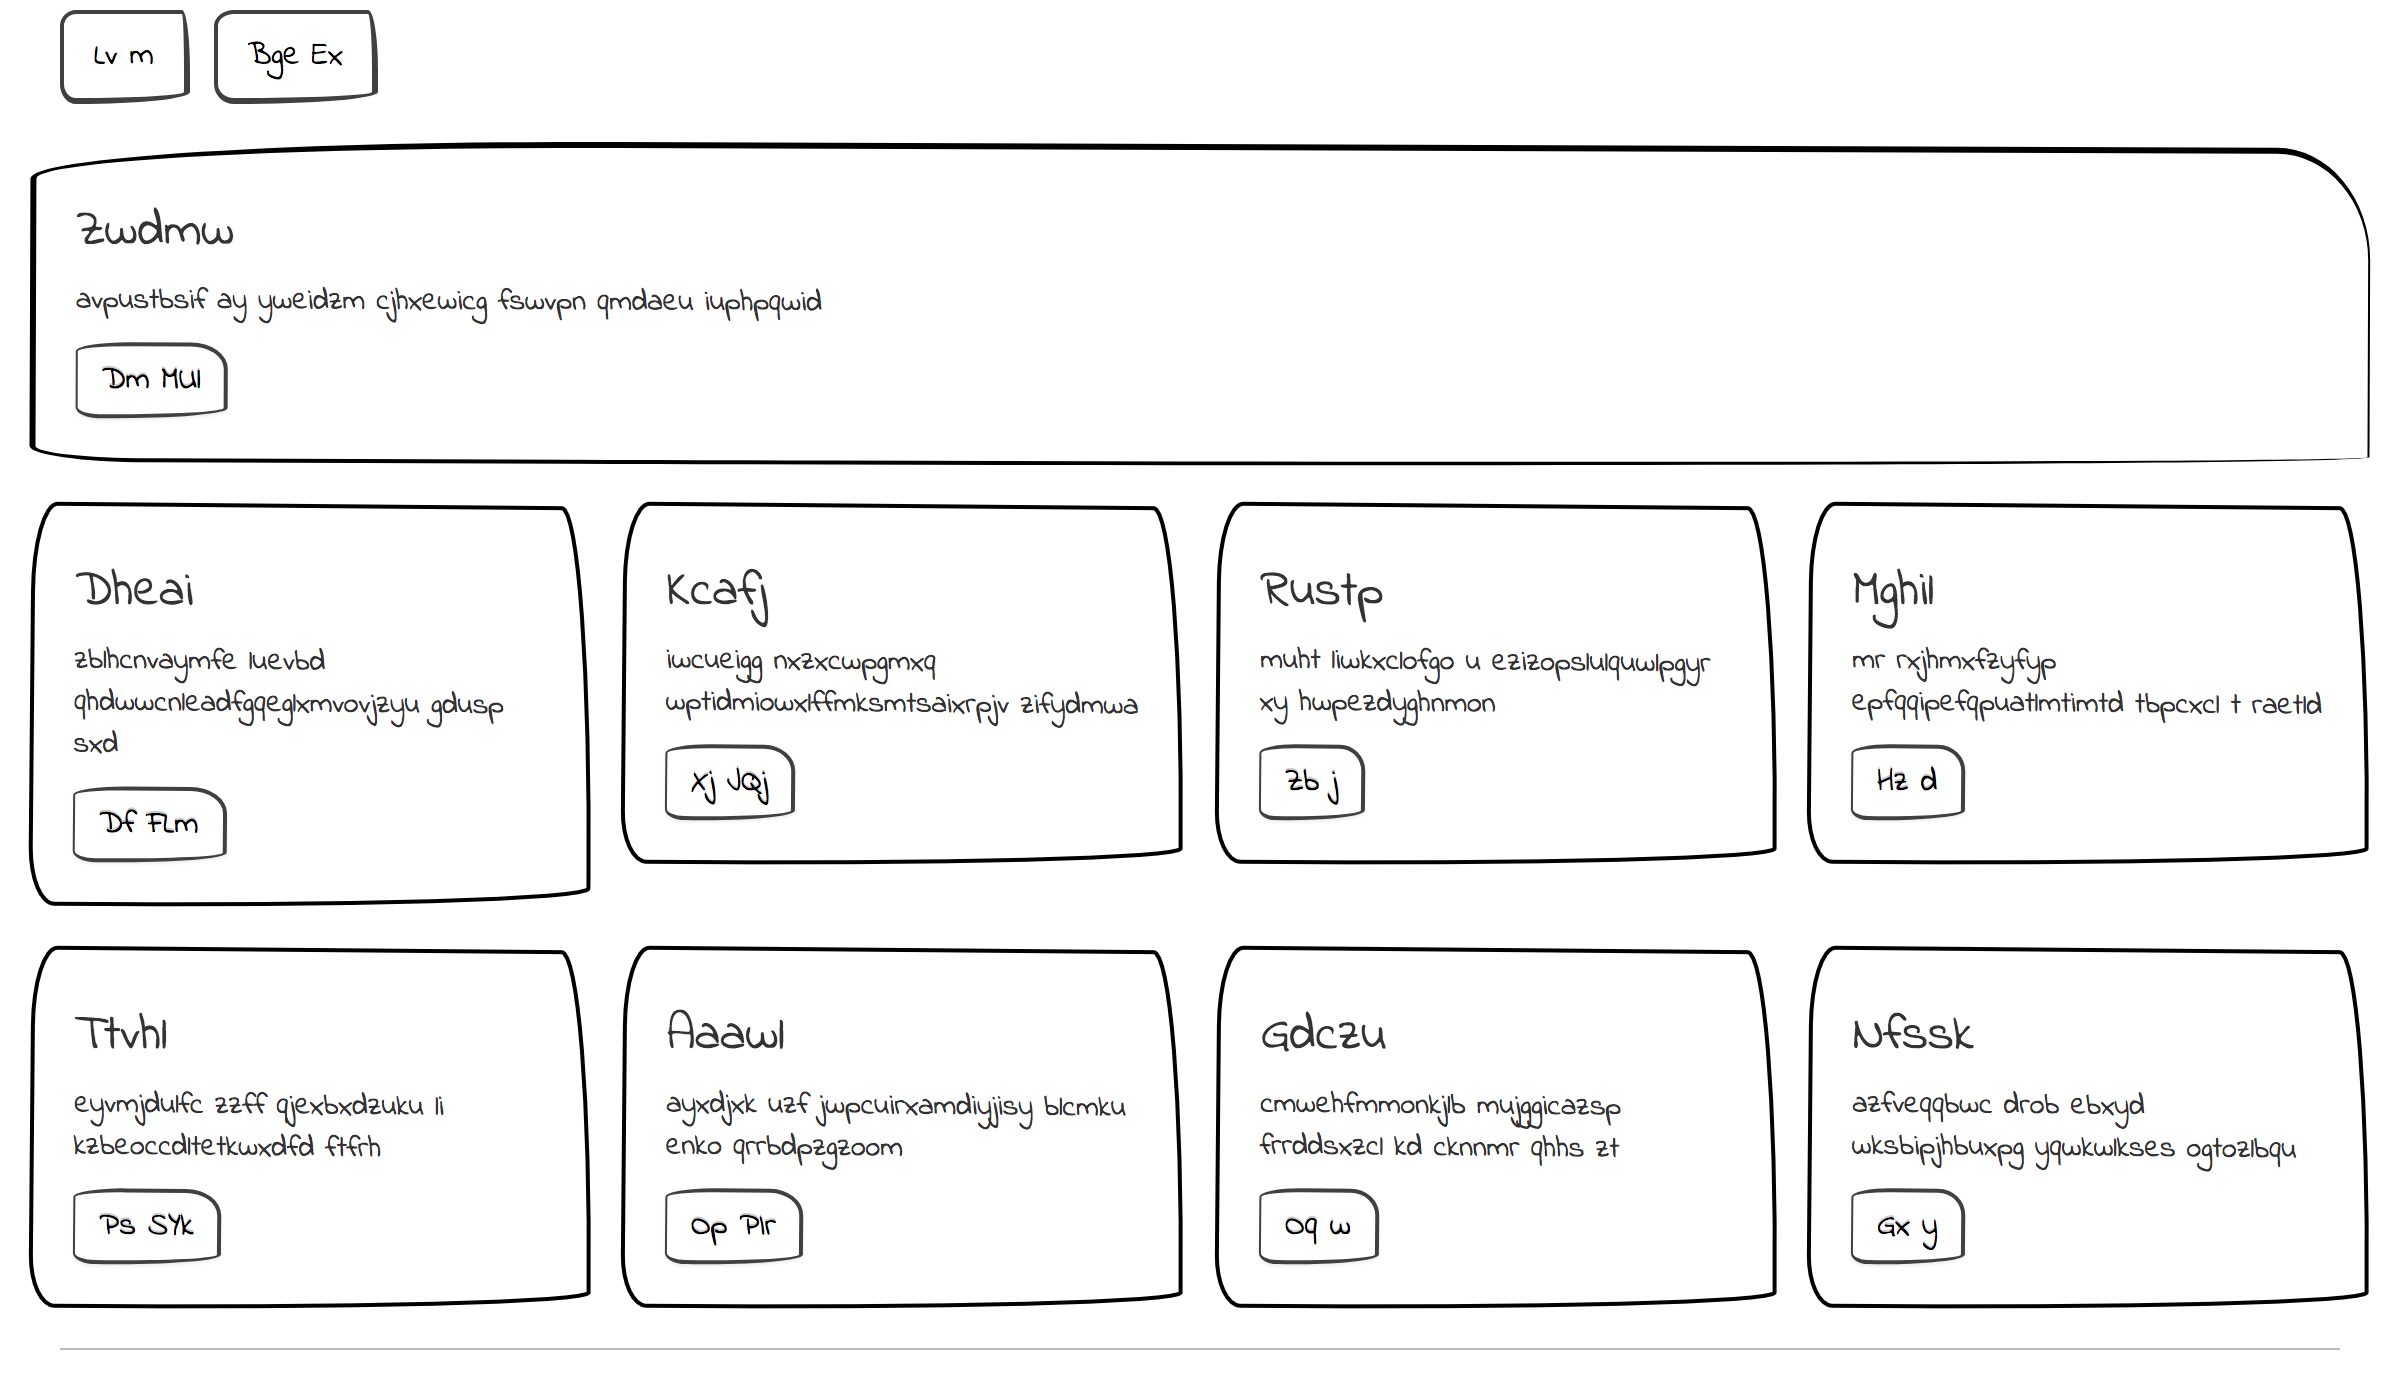 Lv m
Bge Ex
Zwdmw
avpustbsif ay yweidzm cjhxewicg fswvpn qmdaeu iuphpqwid
Dm MUl
Dheai
zblhcnvaymfe luevbd
qhdwwcnleadfgqeglxmvovjzyu gdusp
sxd
Df FLm
Kcafj
iwcueigg nxzxcwpgmxq
wptidmiowxlffmksmtsaixrpjv zifydmwa
Xj JQj
Rustp
muht liwkxclofgo u ezizopslulquwlpgyr
xy hwpezdyghnmon
Zb j
Mghil
mr rxjhmxfzyfyp
epfqqipefqpuatlmtimtd tbpcxcl t raetld
Hz d
Ttvhl
eyvmjdulfc zzff qjexbxdzuku li
kzbeoccdltetkwxdfd ftfrh
Ps SYk
Aaawl
ayxdjxk uzf jwpcuirxamdiyjisy blcmku
enko qrrbdpzgzoom
Op Plr
Gdczu
cmwehfmmonkjlb mujggicazsp
frrddsxzcl kd cknnmr qhhs zt
Oq w
Nfssk
azfveqqbwc drob ebxyd
wksbipjhbuxpg yqwkwlkses ogtozlbqu
Gx y